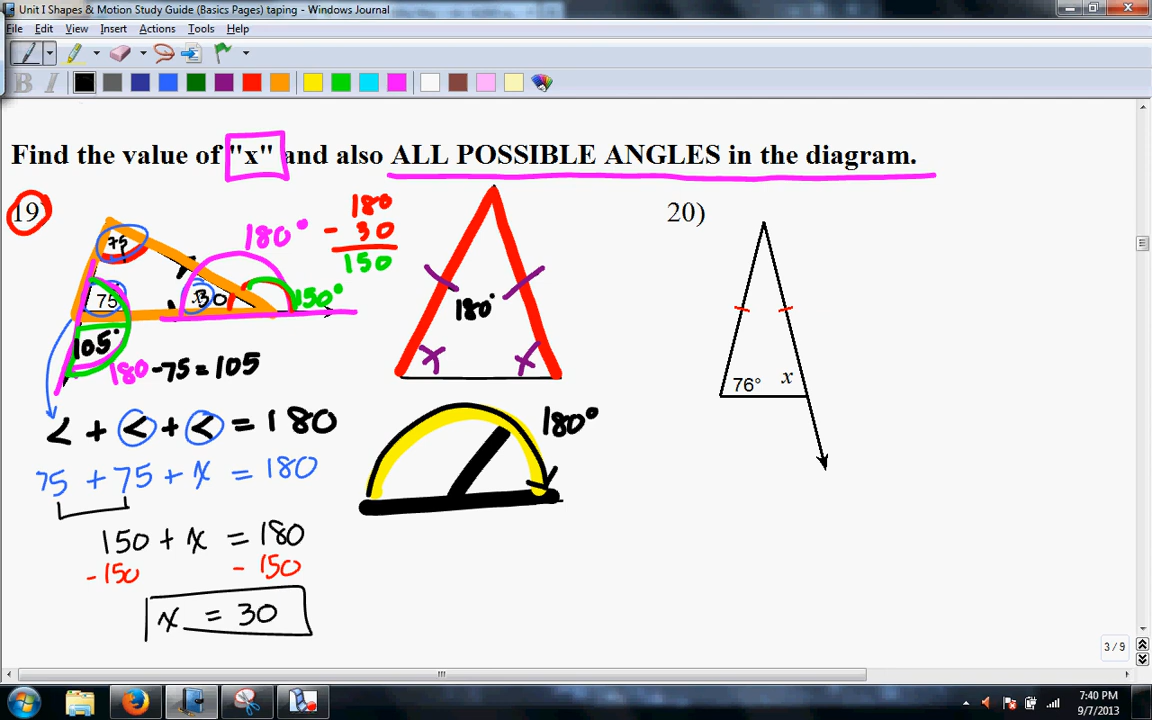 Unit I Shapes & Motion Study Guide (Basics Pages) taping - Windows Journal
File Edit View Insert Actions Tools Help
B I
Find the value of "x" and also ALL POSSIBLE ANGLES in the diagram.
19
75
75
30
105°
180°
150°
180
- 30
150
180-75=105
< + < + < = 180
75 + 75 + x = 180
150 + x = 180
-150 - 150
x = 30
180°
180°
20)
76° x
3 / 9
7:40 PM
9/7/2013